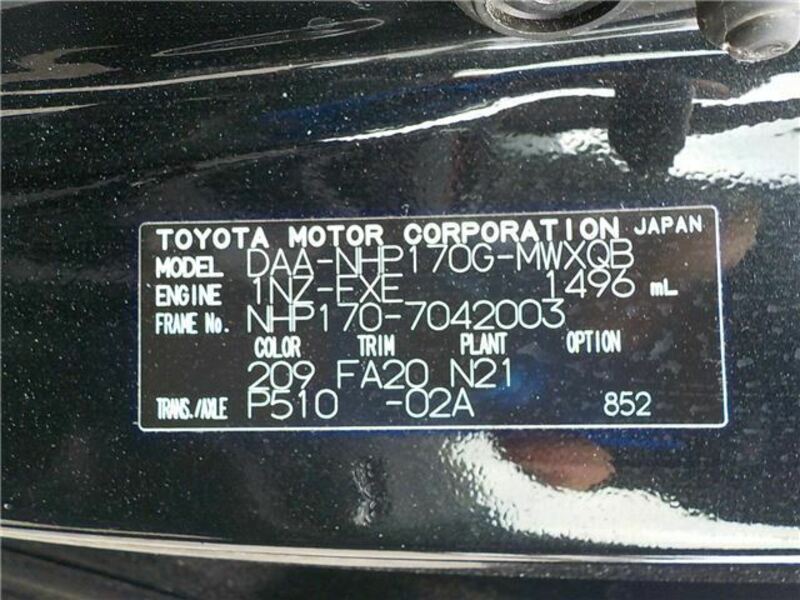 TOYOTA MOTOR CORPORATION JAPAN
MODEL DAA-NHP170G-MWXQB
ENGINE 1NZ-EXE 1496 mL
FRAME No. NHP170-7042003
COLOR TRIM PLANT OPTION
209 FA20 N21
TRANS./AXLE P510 -02A 852